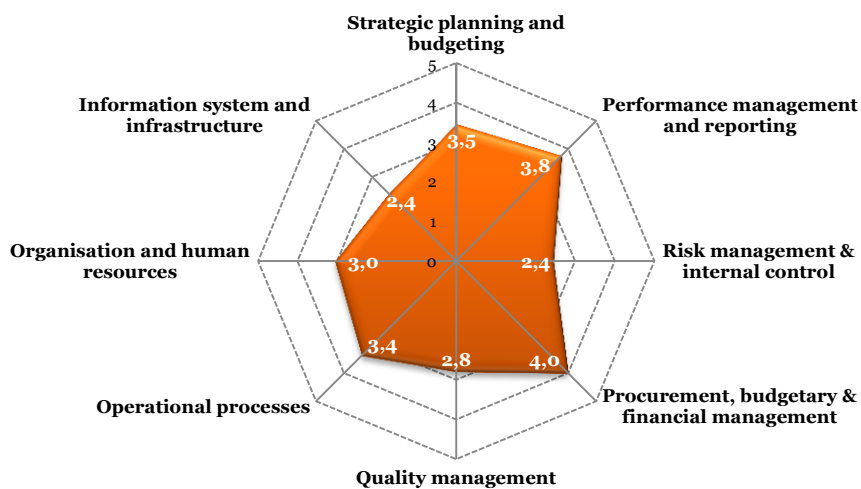 Strategic planning and
budgeting
5
Information system and
infrastructure
4
Performance management
and reporting
3
3,5
3,8
2
2,4
1
Organisation and human
resources
3,0
0
2,4
Risk management &
internal control
3,4
2,8
4,0
Operational processes
Procurement, budgetary &
financial management
Quality management